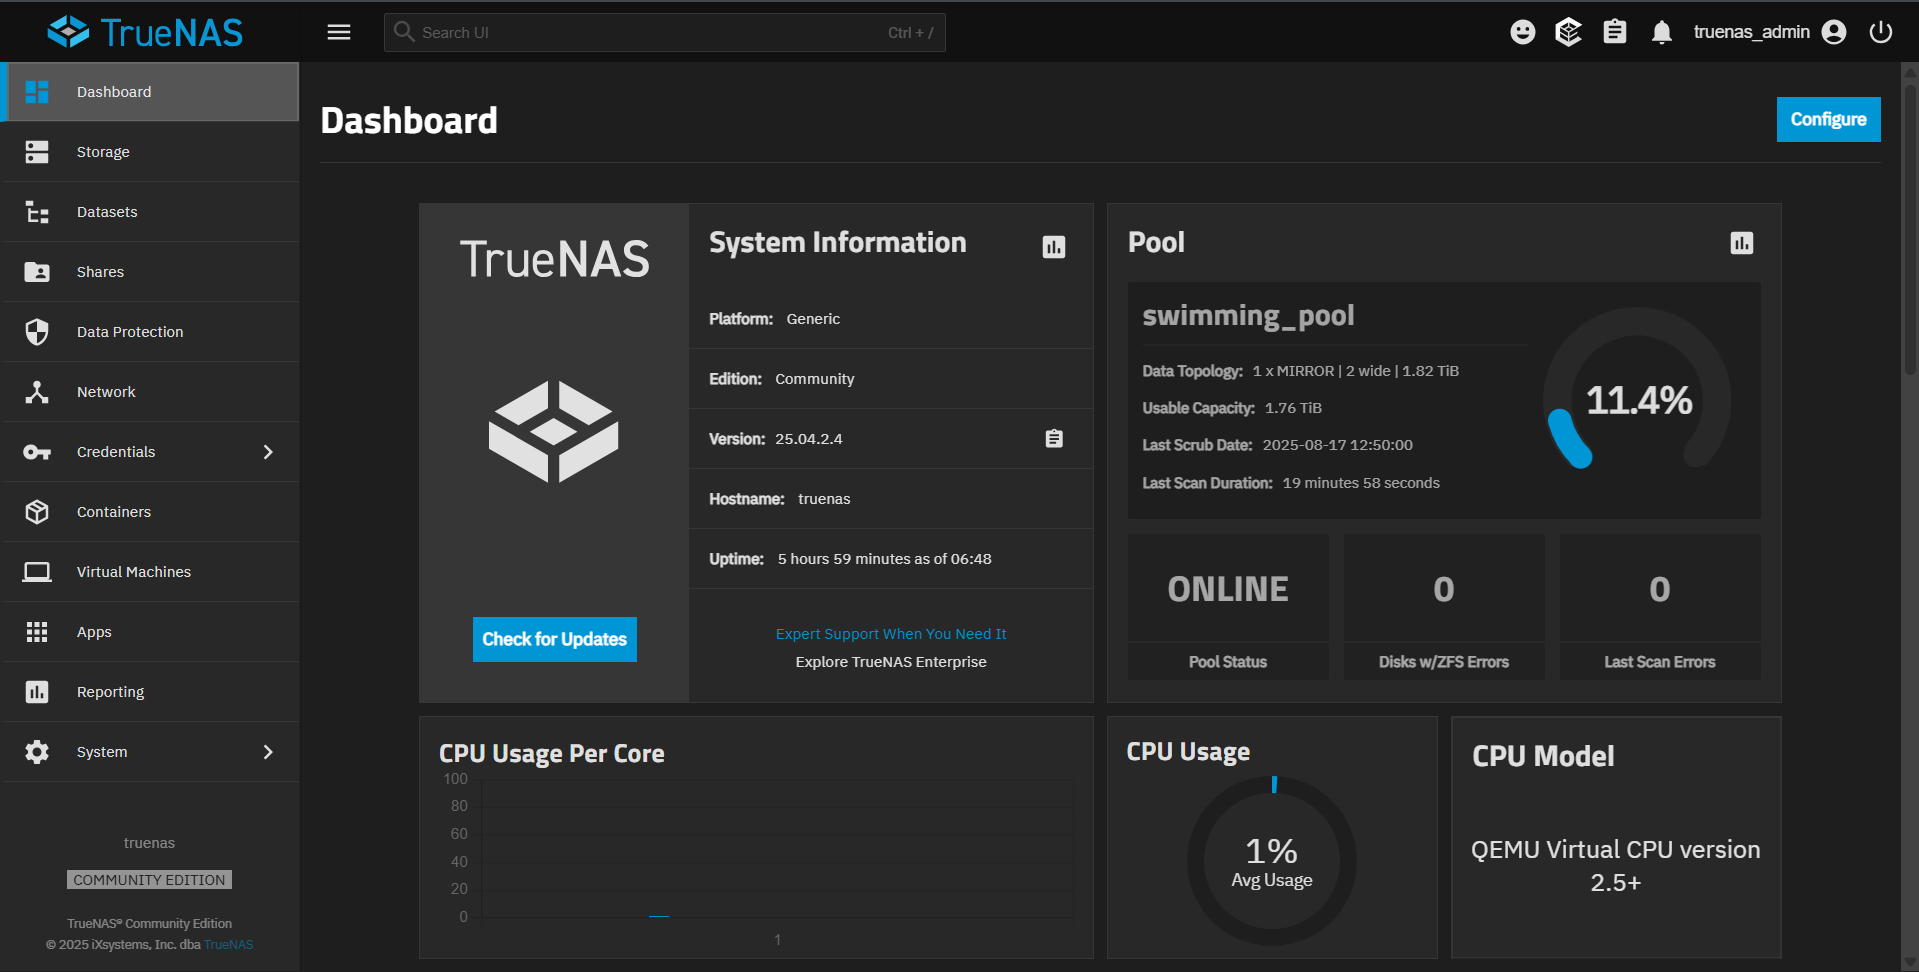 TrueNAS
Search UI
Ctrl + /
truenas_admin
Dashboard
Storage
Datasets
Shares
Data Protection
Network
Credentials
Containers
Virtual Machines
Apps
Reporting
System
truenas
COMMUNITY EDITION
TrueNAS® Community Edition
© 2025 iXsystems, Inc. dba TrueNAS
Dashboard
Configure
TrueNAS
Check for Updates
System Information
Platform: Generic
Edition: Community
Version: 25.04.2.4
Hostname: truenas
Uptime: 5 hours 59 minutes as of 06:48
Expert Support When You Need It
Explore TrueNAS Enterprise
Pool
swimming_pool
Data Topology: 1 x MIRROR | 2 wide | 1.82 TiB
Usable Capacity: 1.76 TiB
Last Scrub Date: 2025-08-17 12:50:00
Last Scan Duration: 19 minutes 58 seconds
11.4%
ONLINE
Pool Status
0
Disks w/ZFS Errors
0
Last Scan Errors
CPU Usage Per Core
100
80
60
40
20
0
1
CPU Usage
1%
Avg Usage
CPU Model
QEMU Virtual CPU version
2.5+